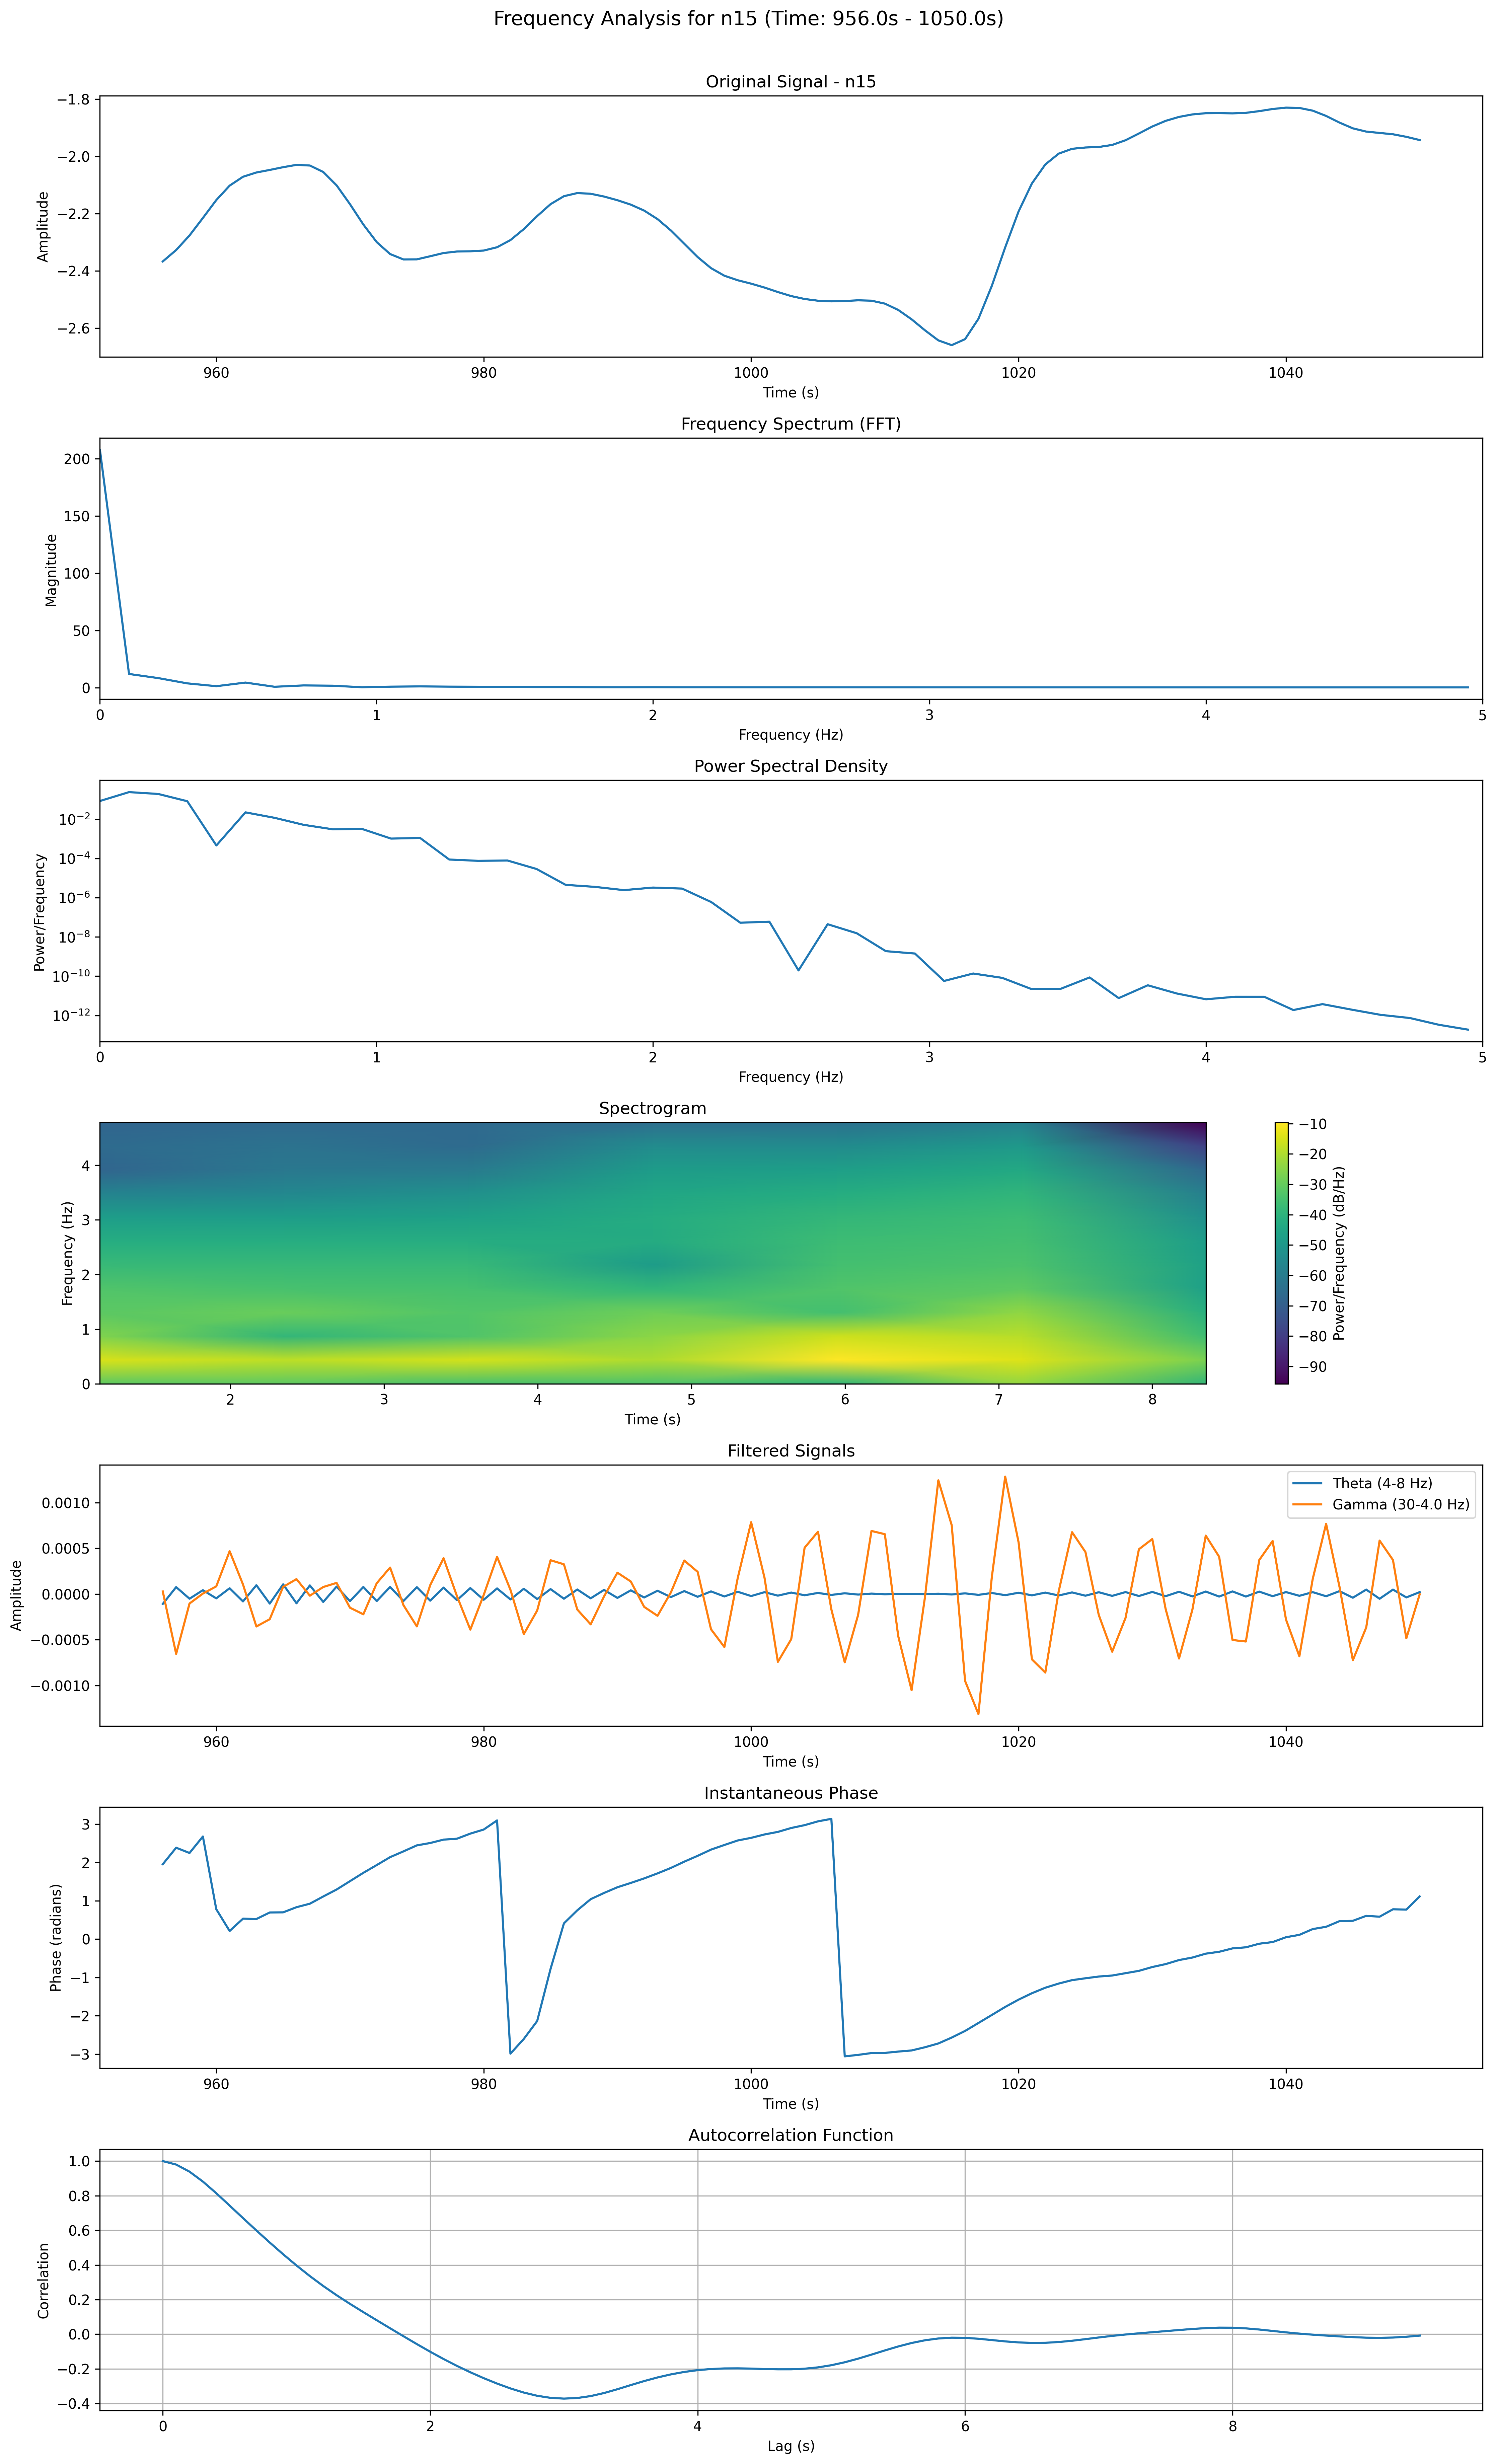 Frequency Analysis for n15 (Time: 956.0s - 1050.0s)
Original Signal - n15
−1.8
−2.0
−2.2
−2.4
−2.6
Amplitude
960 980 1000 1020 1040
Time (s)
Frequency Spectrum (FFT)
200
150
100
50
0
Magnitude
0 1 2 3 4 5
Frequency (Hz)
Power Spectral Density
10⁻²
10⁻⁴
10⁻⁶
10⁻⁸
10⁻¹⁰
10⁻¹²
Power/Frequency
0 1 2 3 4 5
Frequency (Hz)
Spectrogram
4
3
2
1
0
Frequency (Hz)
2 3 4 5 6 7 8
Time (s)
−10
−20
−30
−40
−50
−60
−70
−80
−90
Power/Frequency (dB/Hz)
Filtered Signals
Theta (4-8 Hz)
Gamma (30-4.0 Hz)
0.0010
0.0005
0.0000
−0.0005
−0.0010
Amplitude
960 980 1000 1020 1040
Time (s)
Instantaneous Phase
3
2
1
0
−1
−2
−3
Phase (radians)
960 980 1000 1020 1040
Time (s)
Autocorrelation Function
1.0
0.8
0.6
0.4
0.2
0.0
−0.2
−0.4
Correlation
0 2 4 6 8
Lag (s)